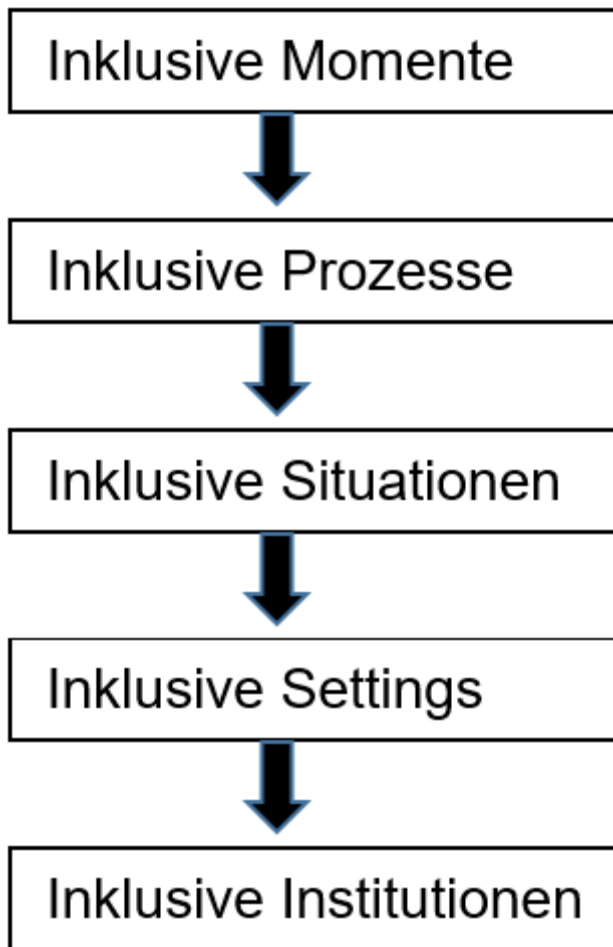 Inklusive Momente
Inklusive Prozesse
Inklusive Situationen
Inklusive Settings
Inklusive Institutionen